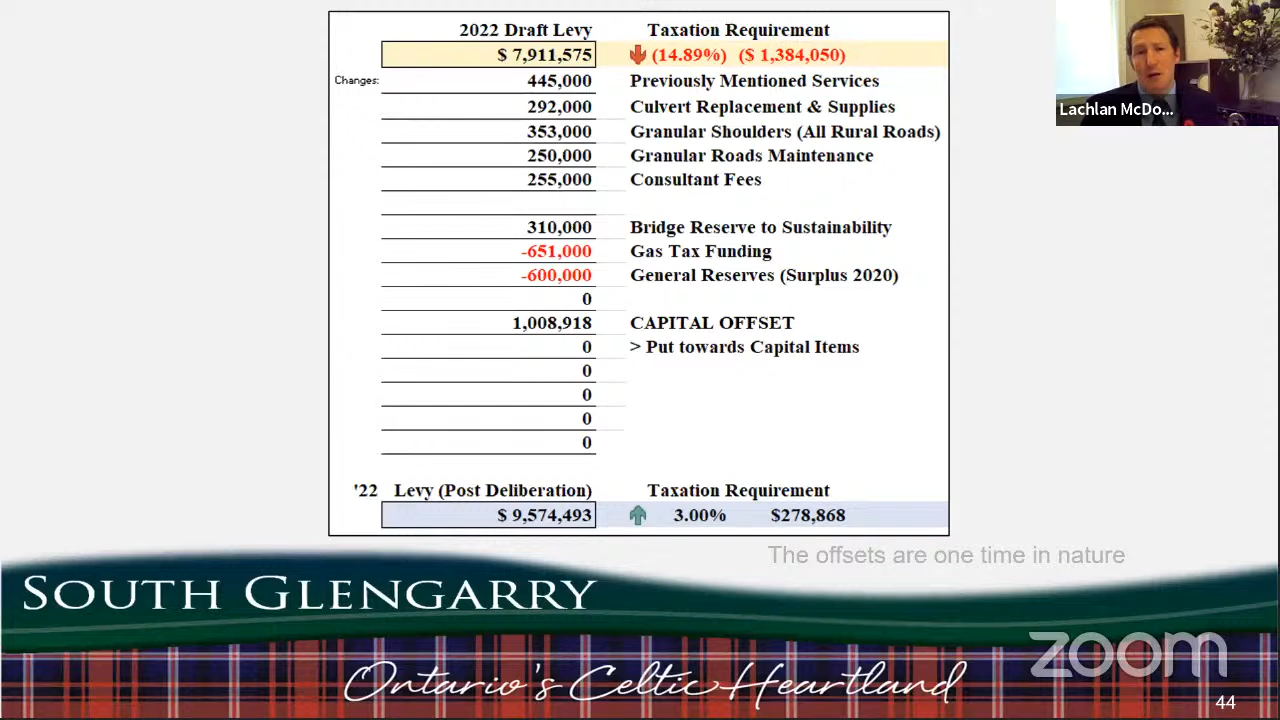 2022 Draft Levy Taxation Requirement
$ 7,911,575 (14.89%) ($ 1,384,050)
Changes: 445,000 Previously Mentioned Services
292,000 Culvert Replacement & Supplies
353,000 Granular Shoulders (All Rural Roads)
250,000 Granular Roads Maintenance
255,000 Consultant Fees
310,000 Bridge Reserve to Sustainability
-651,000 Gas Tax Funding
-600,000 General Reserves (Surplus 2020)
0
1,008,918 CAPITAL OFFSET
0 > Put towards Capital Items
0
0
0
0
'22 Levy (Post Deliberation) Taxation Requirement
$ 9,574,493 3.00% $278,868
Lachlan McDo...
The offsets are one time in nature
SOUTH GLENGARRY
Ontario's Celtic Heartland
zoom
44